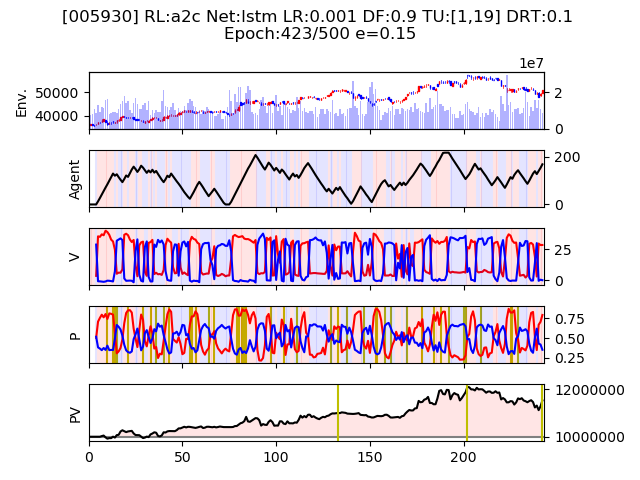 [005930] RL:a2c Net:lstm LR:0.001 DF:0.9 TU:[1,19] DRT:0.1
Epoch:423/500 e=0.15
1e7
Env.
50000
40000
2
0
Agent
200
0
V
25
0
P
0.75
0.50
0.25
PV
12000000
10000000
0
50
100
150
200